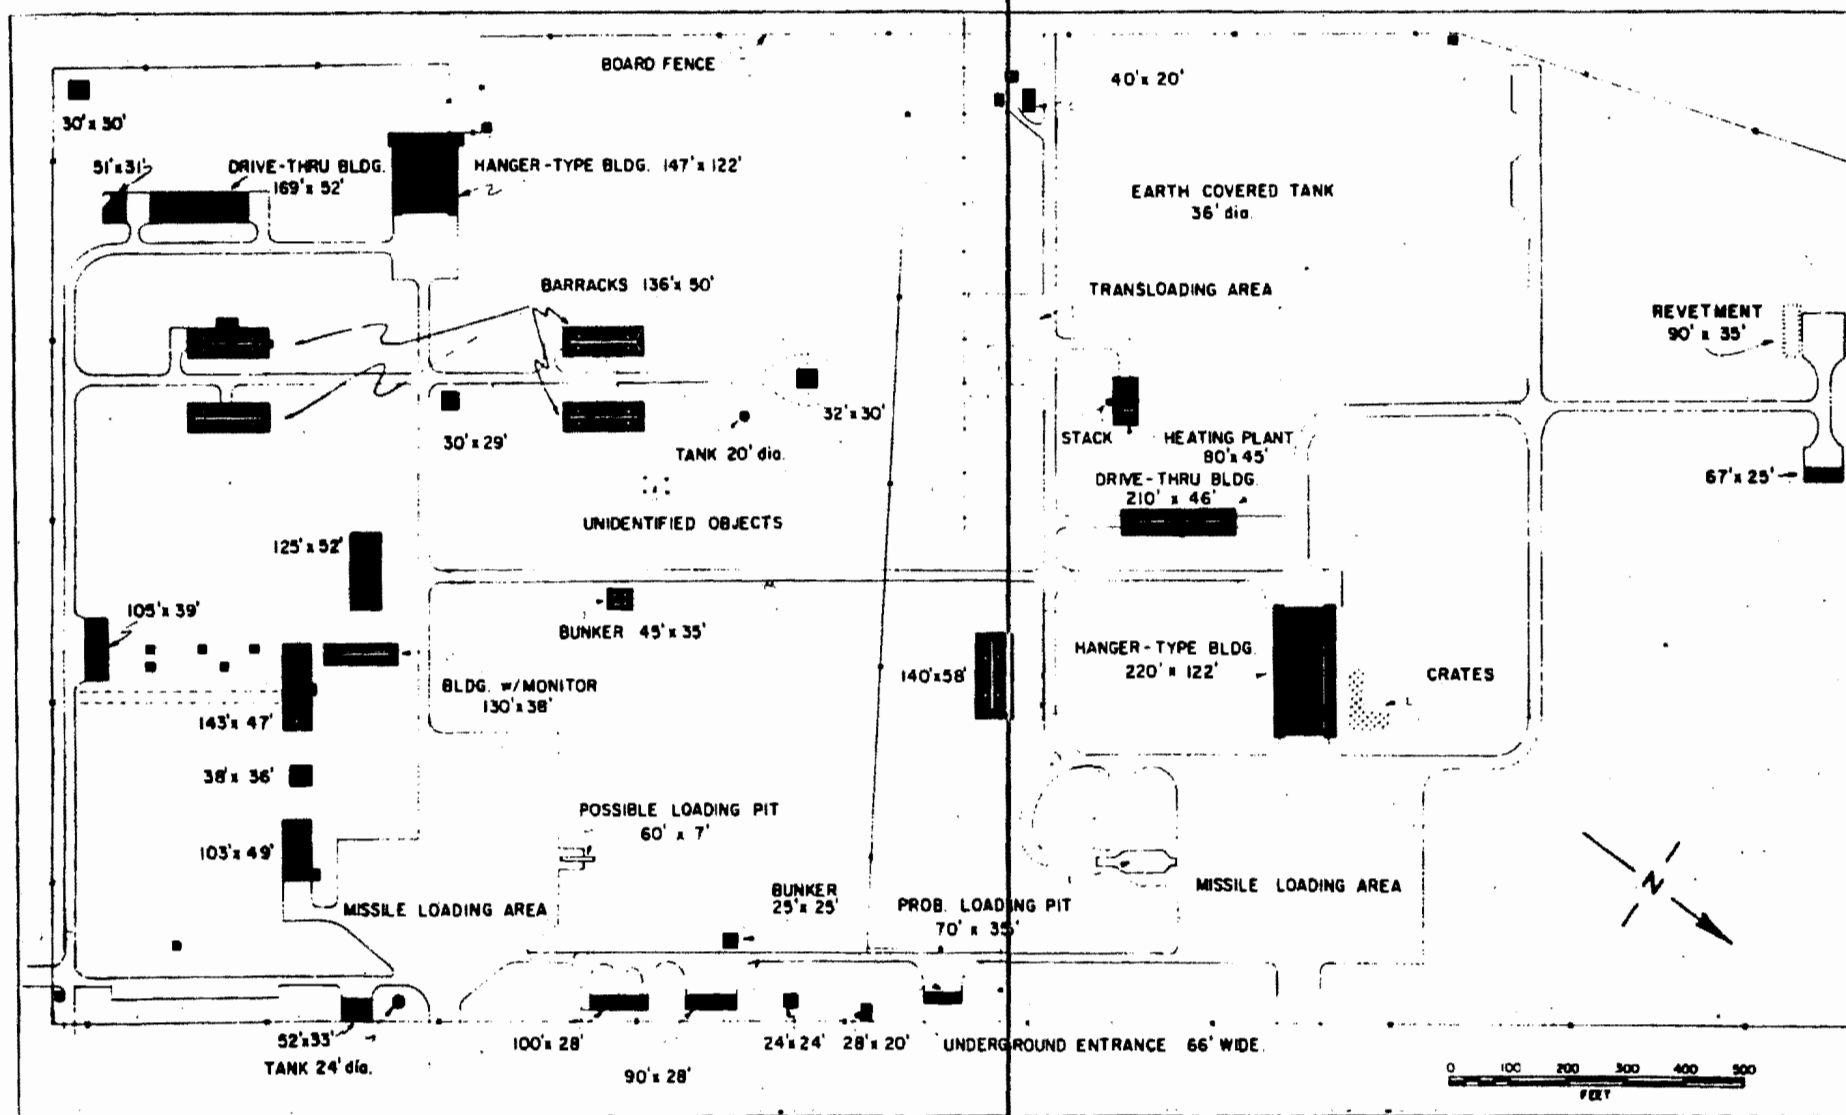 BOARD FENCE
40' x 20'
30' x 30'
51' x 31'
DRIVE-THRU BLDG.
169' x 52'
HANGER-TYPE BLDG. 147' x 122'
2
EARTH COVERED TANK
36' dia.
BARRACKS 136' x 50'
TRANSLOADING AREA
REVETMENT
90' x 35'
32' x 30'
30' x 29'
TANK 20' dia.
STACK
HEATING PLANT
80' x 45'
67' x 25'
DRIVE-THRU BLDG.
210' x 46'
UNIDENTIFIED OBJECTS
125' x 52'
105' x 39'
BUNKER 45' x 35'
HANGER-TYPE BLDG.
220' x 122'
140' x 58'
CRATES
BLDG. w/MONITOR
130' x 38'
143' x 47'
38' x 36'
POSSIBLE LOADING PIT
60' x 7'
103' x 49'
MISSILE LOADING AREA
BUNKER
25' x 25'
PROB. LOADING PIT
70' x 35'
MISSILE LOADING AREA
N
52' x 33'
TANK 24' dia.
100' x 28'
90' x 28'
24' x 24'
28' x 20'
UNDERGROUND ENTRANCE 66' WIDE.
0 100 200 300 400 500
FEET